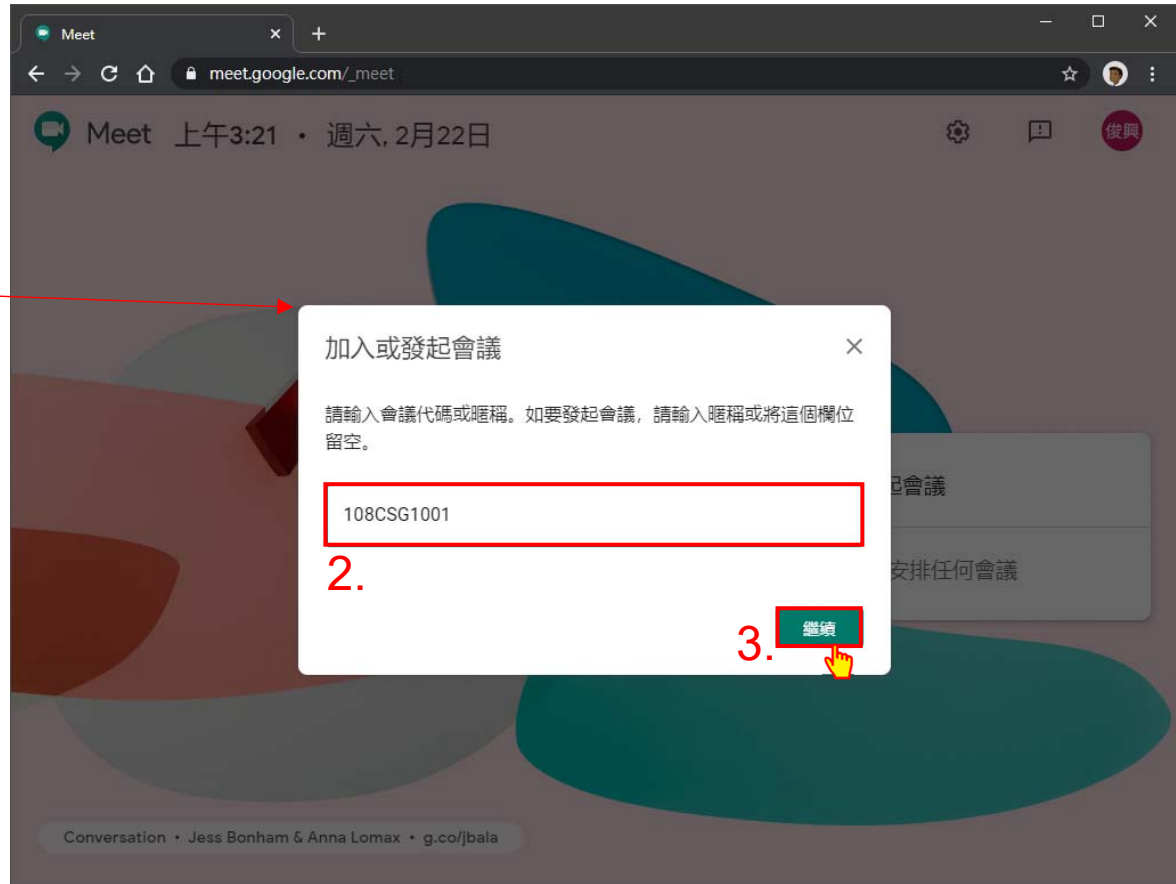 Meet
meet.google.com/_meet
Meet 上午3:21 • 週六, 2月22日
俊興
加入或發起會議
請輸入會議代碼或暱稱。如要發起會議，請輸入暱稱或將這個欄位
留空。
起會議
108CSG1001
2.
安排任何會議
3. 繼續
Conversation • Jess Bonham & Anna Lomax • g.co/jbala